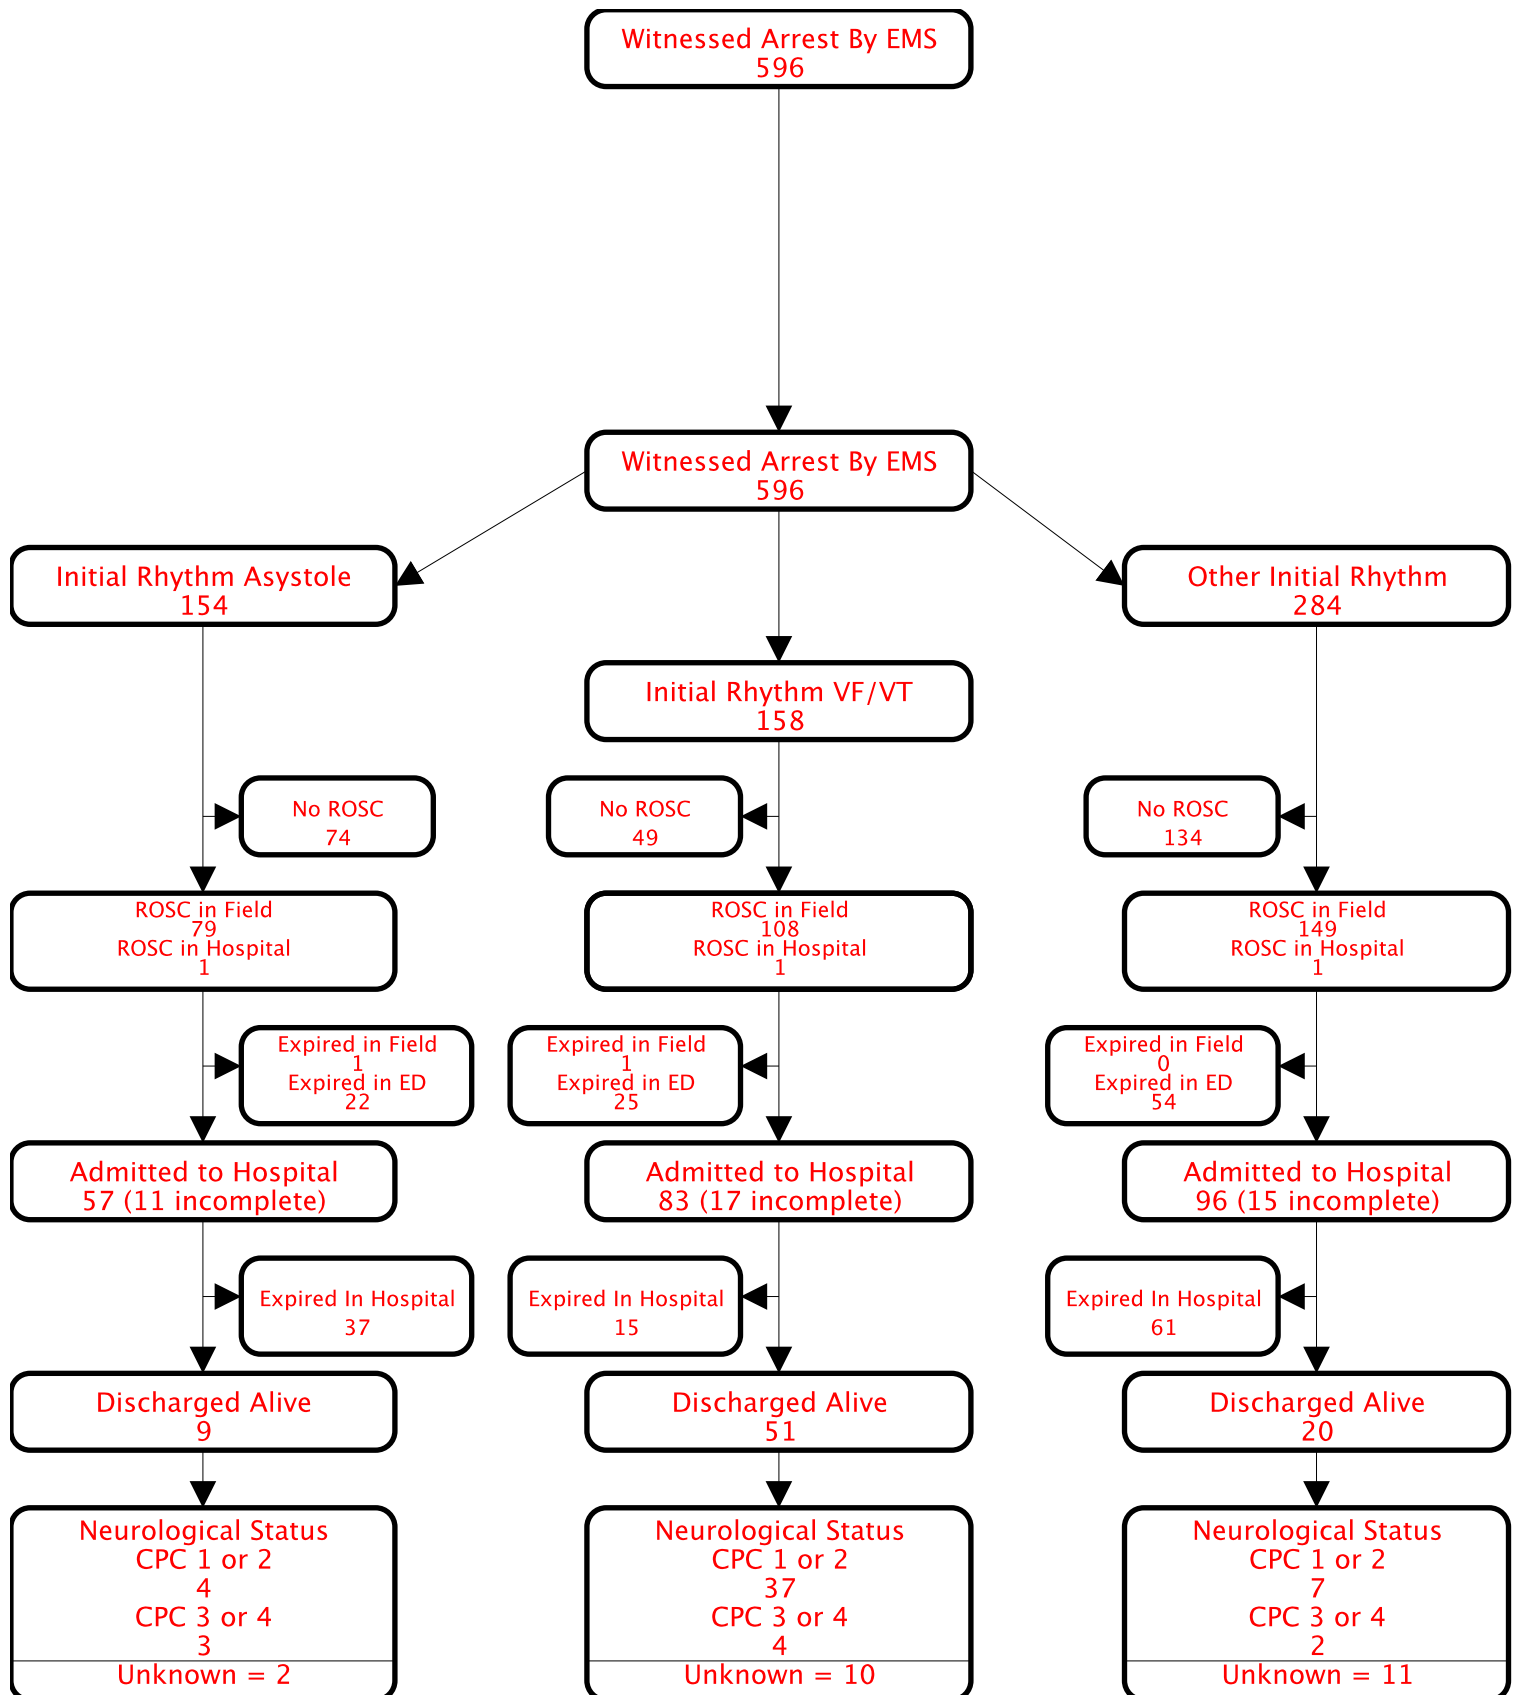 Witnessed Arrest By EMS
596
Witnessed Arrest By EMS
596
Initial Rhythm Asystole
154
Other Initial Rhythm
284
Initial Rhythm VF/VT
158
No ROSC
74
No ROSC
49
No ROSC
134
ROSC in Field
79
ROSC in Hospital
1
ROSC in Field
108
ROSC in Hospital
1
ROSC in Field
149
ROSC in Hospital
1
Expired in Field
1
Expired in ED
22
Expired in Field
1
Expired in ED
25
Expired in Field
0
Expired in ED
54
Admitted to Hospital
57 (11 incomplete)
Admitted to Hospital
83 (17 incomplete)
Admitted to Hospital
96 (15 incomplete)
Expired In Hospital
37
Expired In Hospital
15
Expired In Hospital
61
Discharged Alive
9
Discharged Alive
51
Discharged Alive
20
Neurological Status
CPC 1 or 2
4
CPC 3 or 4
3
Unknown = 2
Neurological Status
CPC 1 or 2
37
CPC 3 or 4
4
Unknown = 10
Neurological Status
CPC 1 or 2
7
CPC 3 or 4
2
Unknown = 11